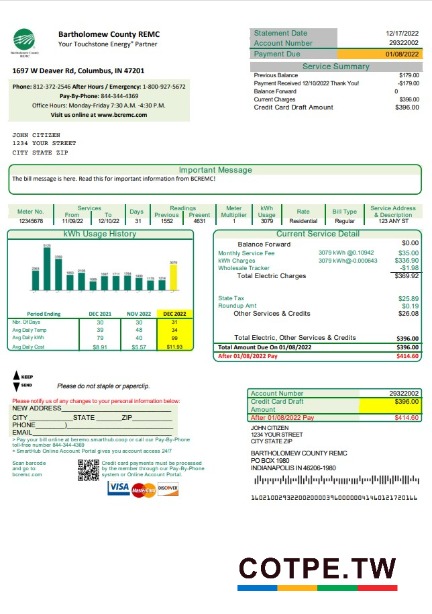 Bartholomew County REMC
Your Touchstone Energy® Partner
1697 W Deaver Rd, Columbus, IN 47201
Phone: 812-372-2546 After Hours / Emergency: 1-800-927-5672
Pay-By-Phone: 844-344-4369
Office Hours: Monday-Friday 7:30 A.M. -4:30 P.M.
Visit us online at www.bcremc.com
Statement Date 12/17/2022
Account Number 29322002
Payment Due 01/08/2022
Service Summary
Previous Balance $179.00
Payment Received 12/10/2022 Thank You! -$179.00
Balance Forward 0
Current Charges $396.00
Credit Card Draft Amount $396.00
JOHN CITIZEN
1234 YOUR STREET
CITY STATE ZIP
Important Message
The bill message is here. Read this for important information from BCREMC!
Meter No. Services From To Days Readings Previous Present Meter Multiplier kWh Usage Rate Bill Type Service Address & Description
12345678 11/09/22 12/10/22 31 1552 4631 1 3079 Residential Regular 123 ANY ST
kWh Usage History
Period Ending DEC 2021 NOV 2022 DEC 2022
Nbr. Of Days 30 30 31
Avg Daily Temp 39 48 34
Avg Daily kWh 79 40 99
Avg Daily Cost $8.91 $5.57 $11.93
Current Service Detail
Balance Forward $0.00
Monthly Service Fee $35.00
kWh Charges 3079 kWh @0.10942 $336.90
Wholesale Tracker 3079 kWh@-0.000643 -$1.98
Total Electric Charges $369.92
State Tax $25.89
Roundup Amt $0.19
Other Services & Credits $26.08
Total Electric, Other Services & Credits $396.00
Total Amount Due On 01/08/2022 $396.00
After 01/08/2022 Pay $414.60
KEEP
SEND
Please do not staple or paperclip.
Please notify us of any changes to your personal information below:
NEW ADDRESS
CITY STATE ZIP
PHONE( )
EMAIL
Pay your bill online at bcremc smarthub.coop or call our Pay-By-Phone
toll-free number 844-344-4369
SmartHub Online Account Portal gives you account access 24/7
Scan barcode
and go to
bcremc.com
Credit card payments must be processed
by the member through our Pay-By-Phone
system or Online Account Portal.
VISA MasterCard DISCOVER
Account Number 29322002
Credit Card Draft Amount $396.00
After 01/08/2022 Pay $414.60
JOHN CITIZEN
1234 YOUR STREET
CITY STATE ZIP
BARTHOLOMEW COUNTY REMC
PO BOX 1980
INDIANAPOLIS IN 46206-1980
COTPE.TW